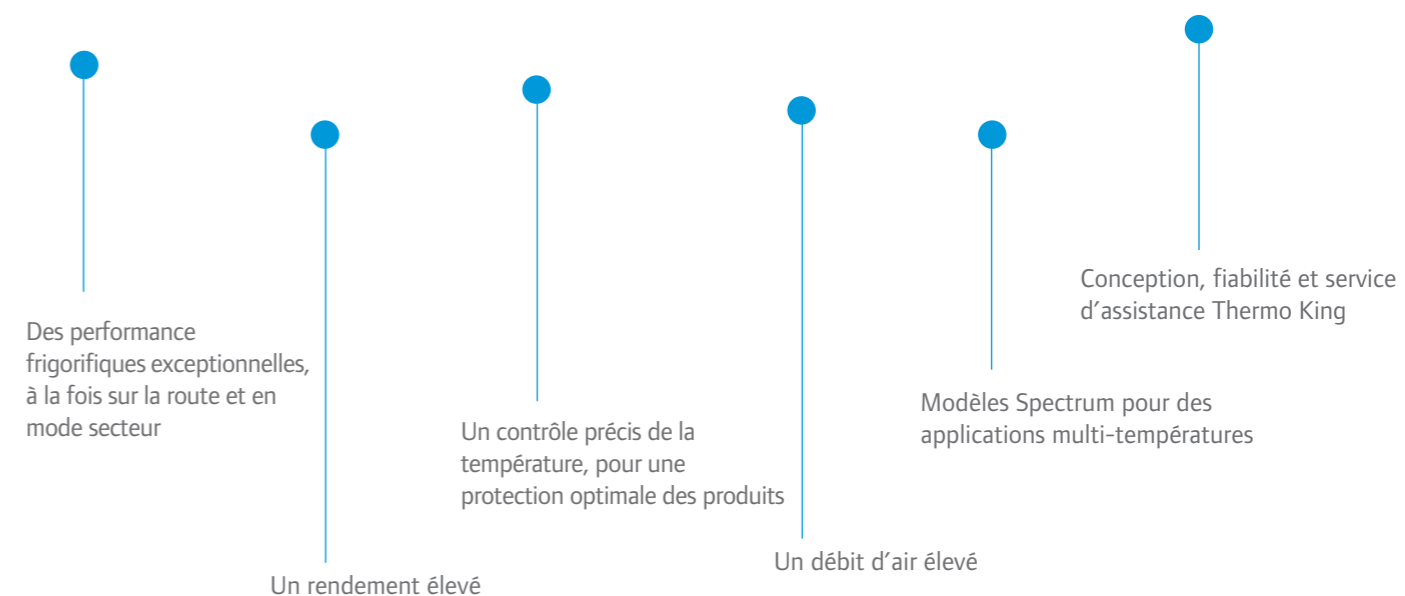 Des performance
frigorifiques exceptionnelles,
à la fois sur la route et en
mode secteur
Un rendement élevé
Un contrôle précis de la
température, pour une
protection optimale des produits
Un débit d’air élevé
Modèles Spectrum pour des
applications multi-températures
Conception, fiabilité et service
d’assistance Thermo King